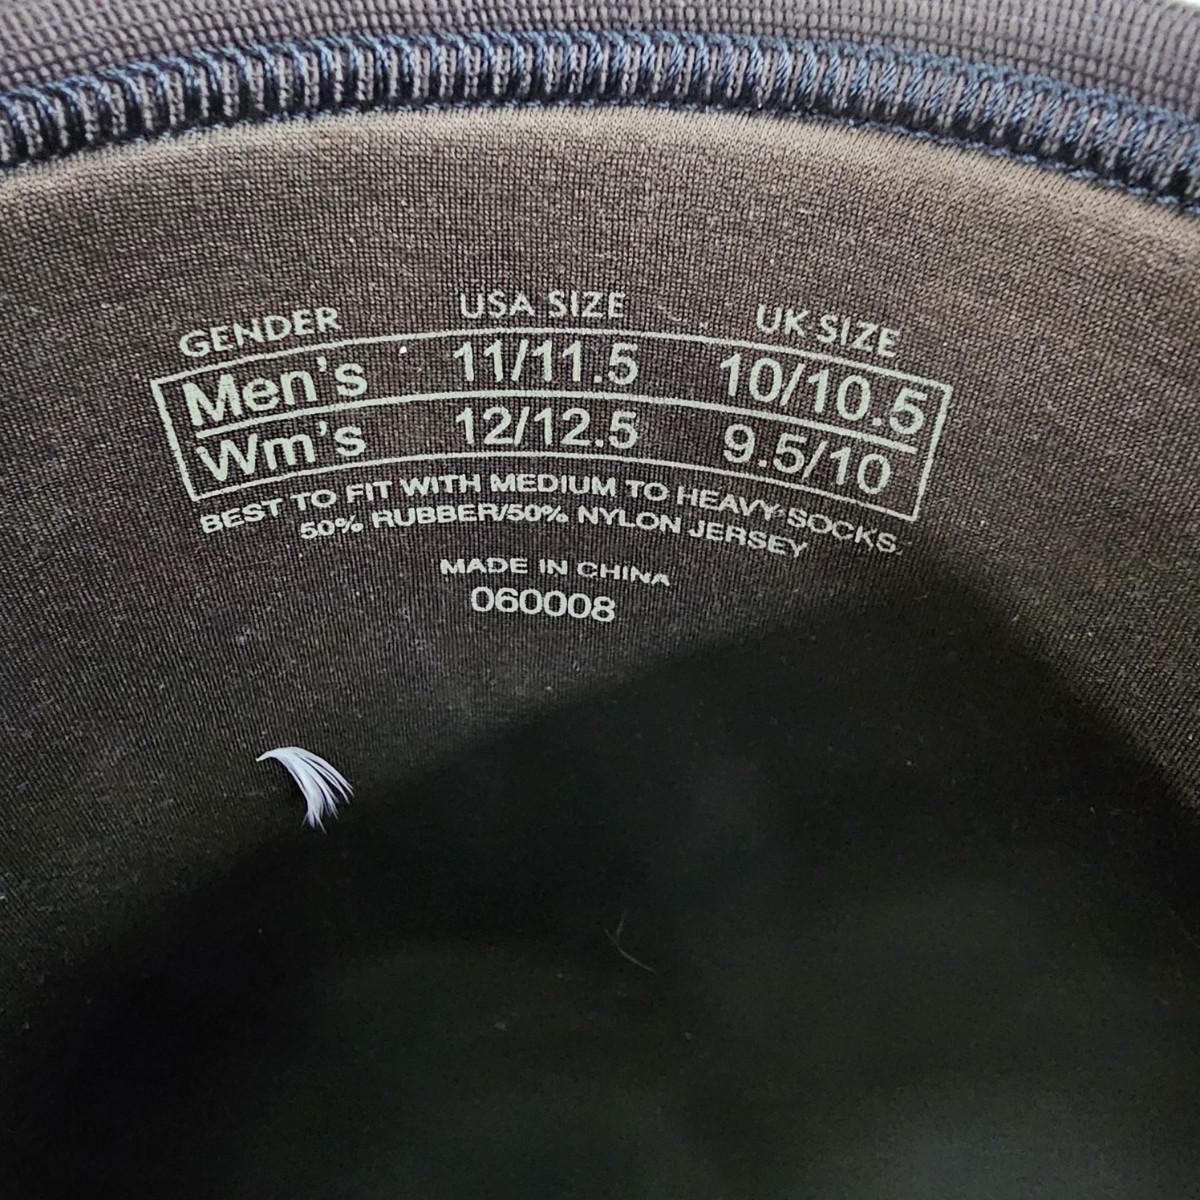 GENDER USA SIZE UK SIZE
Men's 11/11.5 10/10.5
Wm's 12/12.5 9.5/10
BEST TO FIT WITH MEDIUM TO HEAVY SOCKS.
50% RUBBER/50% NYLON JERSEY
MADE IN CHINA
060008